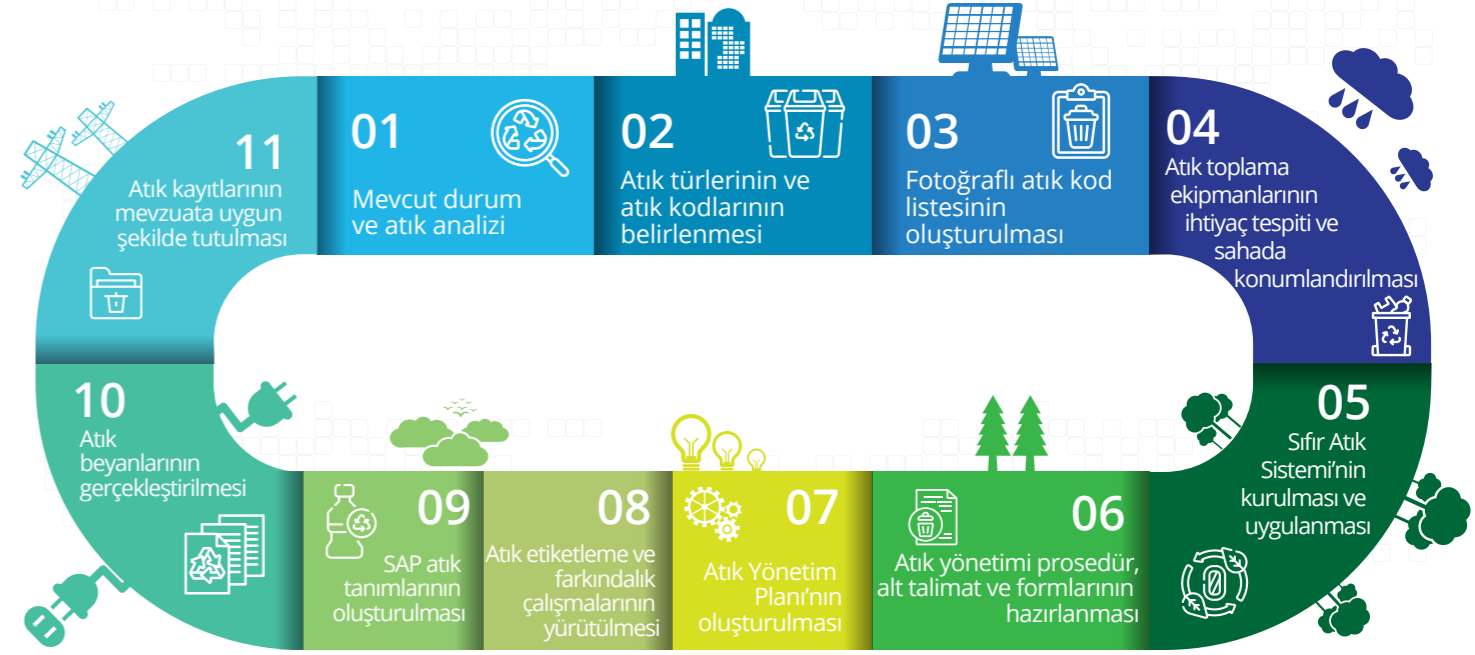 01
Mevcut durum
ve atık analizi
02
Atık türlerinin ve
atık kodlarının
belirlenmesi
03
Fotoğraflı atık kod
listesinin
oluşturulması
04
Atık toplama
ekipmanlarının
ihtiyaç tespiti ve
sahada
konumlandırılması
05
Sıfır Atık
Sistemi’nin
kurulması ve
uygulanması
06
Atık yönetimi prosedür,
alt talimat ve formlarının
hazırlanması
07
Atık Yönetim
Planı’nın
oluşturulması
08
Atık etiketleme ve
farkındalık
çalışmalarının
yürütülmesi
09
SAP atık
tanımlarının
oluşturulması
10
Atık
beyanlarının
gerçekleştirilmesi
11
Atık kayıtlarının
mevzuata uygun
şekilde tutulması